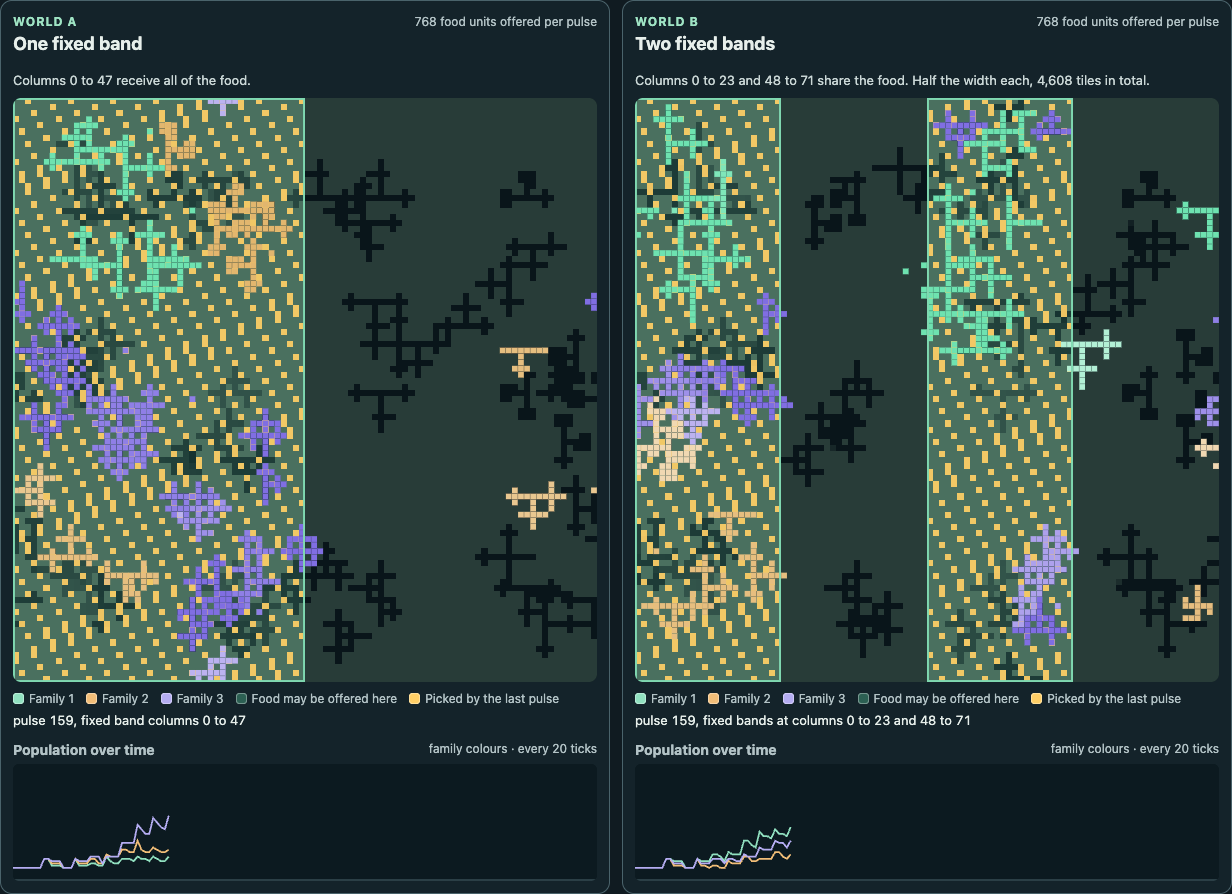 WORLD A
768 food units offered per pulse
One fixed band
Columns 0 to 47 receive all of the food.
Family 1
Family 2
Family 3
Food may be offered here
Picked by the last pulse
pulse 159, fixed band columns 0 to 47
Population over time
family colours · every 20 ticks
WORLD B
768 food units offered per pulse
Two fixed bands
Columns 0 to 23 and 48 to 71 share the food. Half the width each, 4,608 tiles in total.
Family 1
Family 2
Family 3
Food may be offered here
Picked by the last pulse
pulse 159, fixed bands at columns 0 to 23 and 48 to 71
Population over time
family colours · every 20 ticks